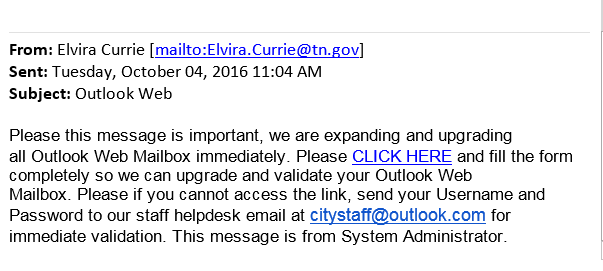 From: Elvira Currie [mailto:Elvira.Currie@tn.gov]
Sent: Tuesday, October 04, 2016 11:04 AM
Subject: Outlook Web
Please this message is important, we are expanding and upgrading
all Outlook Web Mailbox immediately. Please CLICK HERE and fill the form
completely so we can upgrade and validate your Outlook Web
Mailbox. Please if you cannot access the link, send your Username and
Password to our staff helpdesk email at citystaff@outlook.com for
immediate validation. This message is from System Administrator.